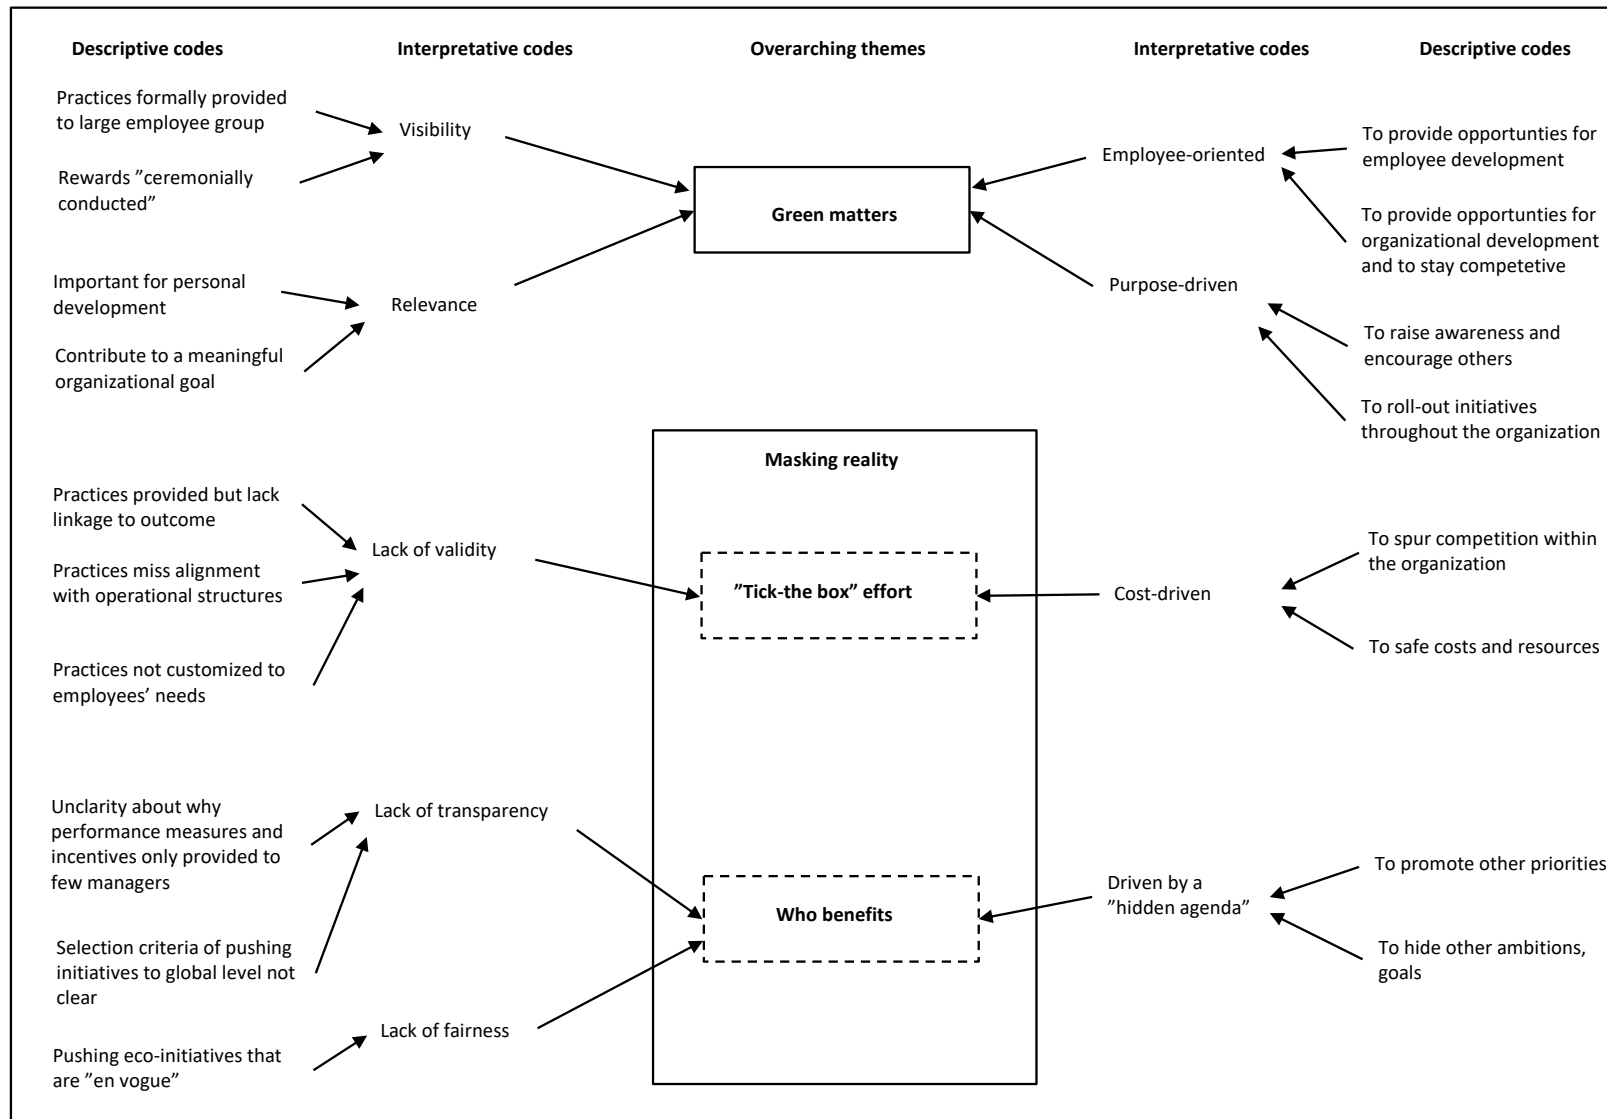 Descriptive codes
Interpretative codes
Overarching themes
Interpretative codes
Descriptive codes
Practices formally provided
to large employee group
Visibility
Rewards ”ceremonially
conducted”
Important for personal
development
Relevance
Contribute to a meaningful
organizational goal
Green matters
Employee-oriented
To provide opportunties for
employee development
To provide opportunties for
organizational development
and to stay competetive
Purpose-driven
To raise awareness and
encourage others
To roll-out initiatives
throughout the organization
Masking reality
Practices provided but lack
linkage to outcome
Lack of validity
Practices miss alignment
with operational structures
Practices not customized to
employees’ needs
”Tick-the box” effort
Cost-driven
To spur competition within
the organization
To safe costs and resources
Unclarity about why
performance measures and
incentives only provided to
few managers
Lack of transparency
Selection criteria of pushing
initiatives to global level not
clear
Lack of fairness
Pushing eco-initiatives that
are ”en vogue”
Who benefits
Driven by a
”hidden agenda”
To promote other priorities
To hide other ambitions,
goals